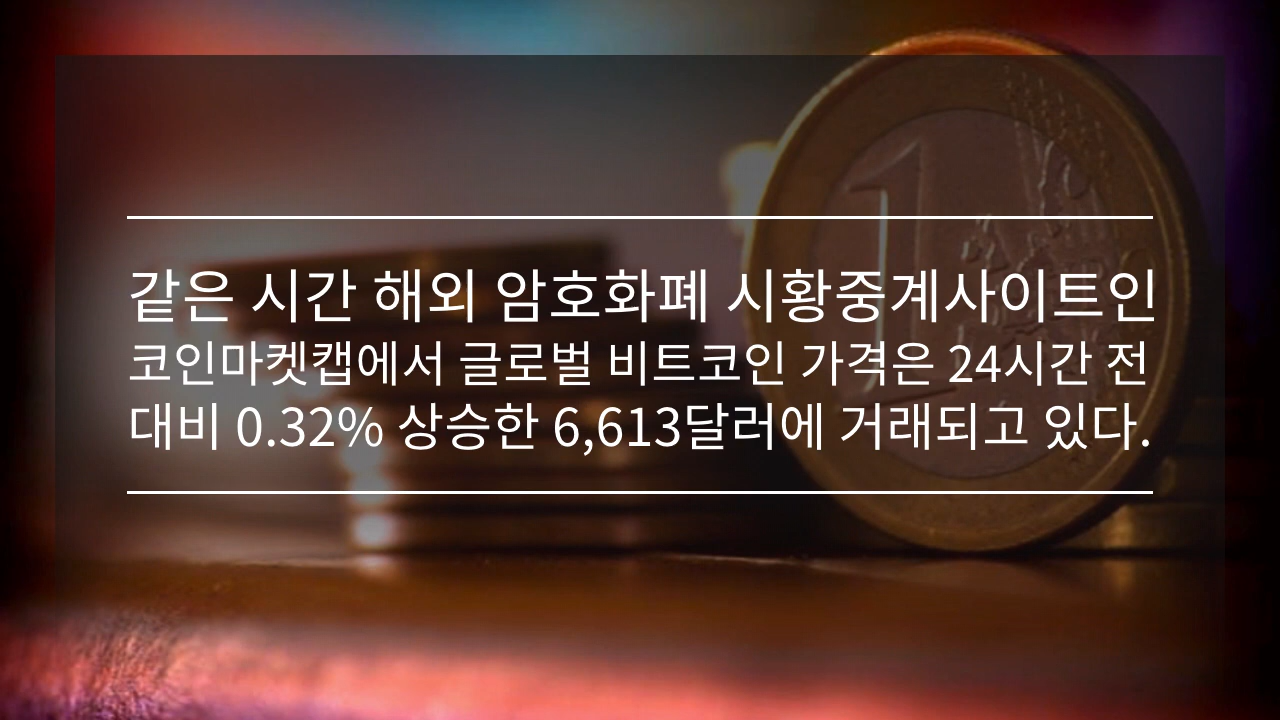 같은 시간 해외 암호화폐 시황중계사이트인
코인마켓캡에서 글로벌 비트코인 가격은 24시간 전
대비 0.32% 상승한 6,613달러에 거래되고 있다.
1